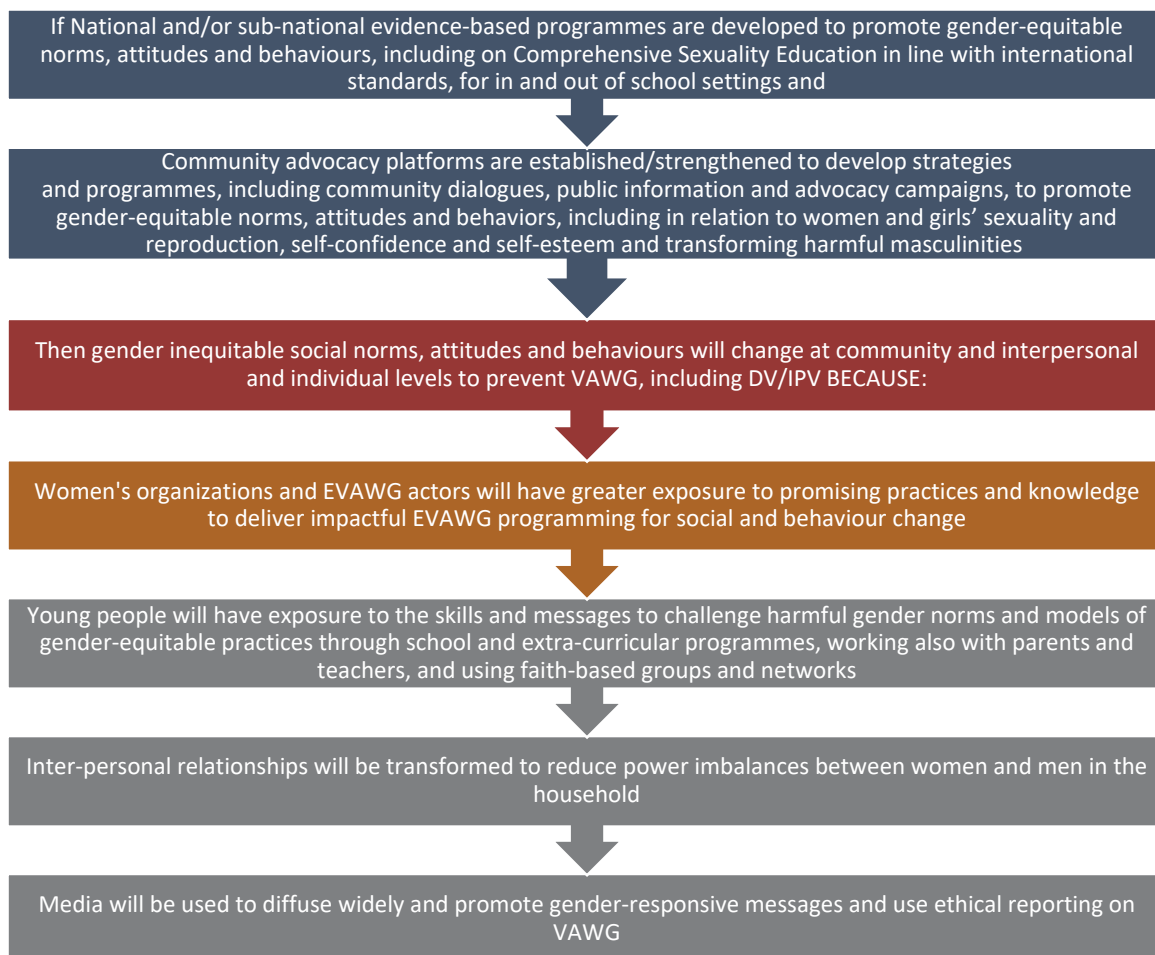 If National and/or sub-national evidence-based programmes are developed to promote gender-equitable
norms, attitudes and behaviours, including on Comprehensive Sexuality Education in line with international
standards, for in and out of school settings and
Community advocacy platforms are established/strengthened to develop strategies
and programmes, including community dialogues, public information and advocacy campaigns, to promote
gender-equitable norms, attitudes and behaviors, including in relation to women and girls’ sexuality and
reproduction, self-confidence and self-esteem and transforming harmful masculinities
Then gender inequitable social norms, attitudes and behaviours will change at community and interpersonal
and individual levels to prevent VAWG, including DV/IPV BECAUSE:
Women's organizations and EVAWG actors will have greater exposure to promising practices and knowledge
to deliver impactful EVAWG programming for social and behaviour change
Young people will have exposure to the skills and messages to challenge harmful gender norms and models of
gender-equitable practices through school and extra-curricular programmes, working also with parents and
teachers, and using faith-based groups and networks
Inter-personal relationships will be transformed to reduce power imbalances between women and men in the
household
Media will be used to diffuse widely and promote gender-responsive messages and use ethical reporting on
VAWG